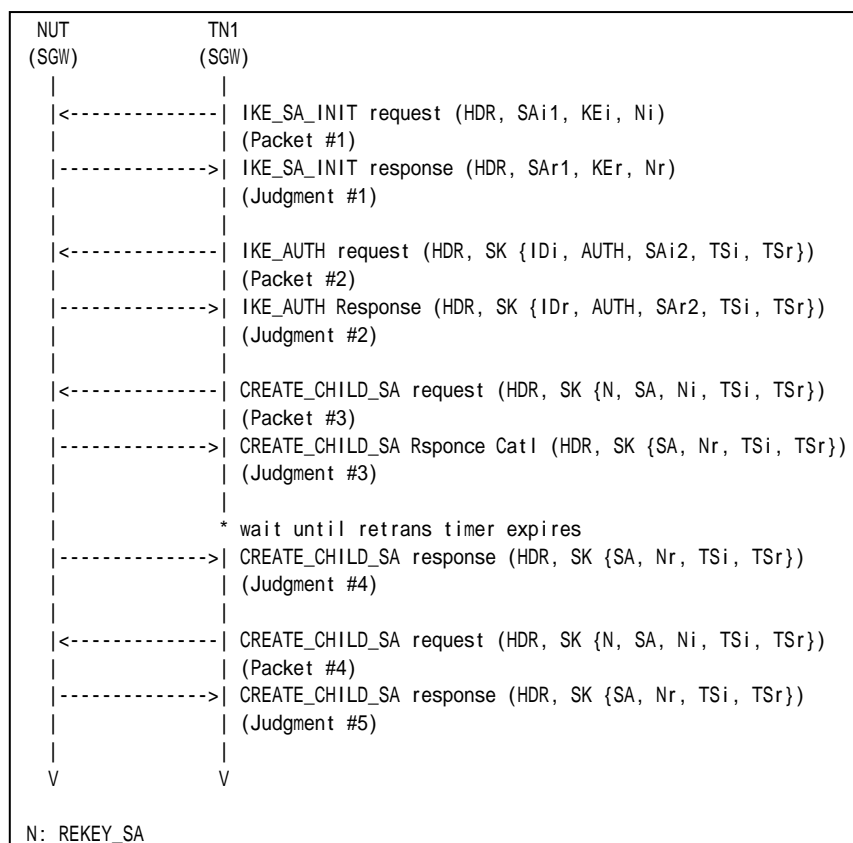 NUT TN1
(SGW) (SGW)
| |
|<--------------| IKE_SA_INIT request (HDR, SAi1, KEi, Ni)
| | (Packet #1)
|-------------->| IKE_SA_INIT response (HDR, SAr1, KEr, Nr)
| | (Judgment #1)
| |
|<--------------| IKE_AUTH request (HDR, SK {IDi, AUTH, SAi2, TSi, TSr})
| | (Packet #2)
|-------------->| IKE_AUTH Response (HDR, SK {IDr, AUTH, SAr2, TSi, TSr})
| | (Judgment #2)
| |
|<--------------| CREATE_CHILD_SA request (HDR, SK {N, SA, Ni, TSi, TSr})
| | (Packet #3)
|-------------->| CREATE_CHILD_SA Rsponce Catl (HDR, SK {SA, Nr, TSi, TSr})
| | (Judgment #3)
| |
| * wait until retrans timer expires
|-------------->| CREATE_CHILD_SA response (HDR, SK {SA, Nr, TSi, TSr})
| | (Judgment #4)
| |
|<--------------| CREATE_CHILD_SA request (HDR, SK {N, SA, Ni, TSi, TSr})
| | (Packet #4)
|-------------->| CREATE_CHILD_SA response (HDR, SK {SA, Nr, TSi, TSr})
| | (Judgment #5)
| |
V V
N: REKEY_SA